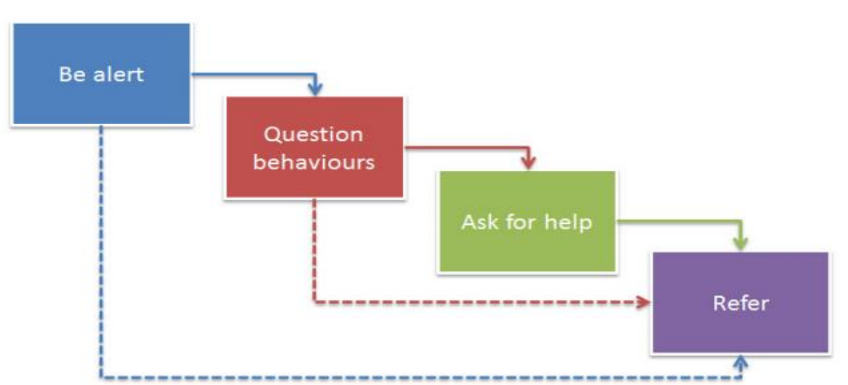 Be alert
Question
behaviours
Ask for help
Refer